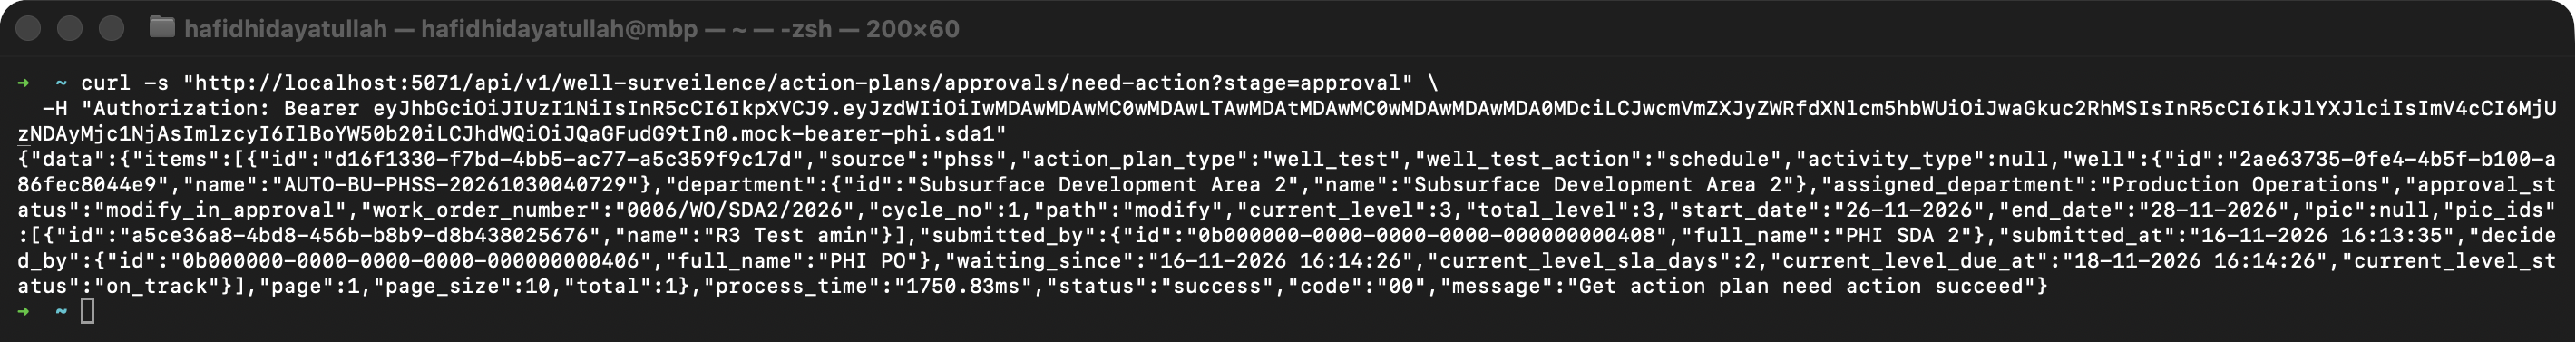 hafidhidayatullah — hafidhidayatullah@mbp — ~ — -zsh — 200×60
➜  ~ curl -s "http://localhost:5071/api/v1/well-surveilence/action-plans/approvals/need-action?stage=approval" \
  -H "Authorization: Bearer eyJhbGciOiJIUzI1NiIsInR5cCI6IkpXVCJ9.eyJzdWIiOiIwMDAwMDAwMC0wMDAwLTAwMDAtMDAwMC0wMDAwMDAwMDA0MDciLCJwcmVmZXJyZWRfdXNlcm5hbWUiOiJwaGkuc2RhMSIsInR5cCI6IkJlYXJlciIsImV4cCI6MjU
zNDAyMjc1NjAsImlzcyI6IlBoYW50b20iLCJhdWQiOiJQaGFudG9tIn0.mock-bearer-phi.sda1"
{"data":{"items":[{"id":"d16f1330-f7bd-4bb5-ac77-a5c359f9c17d","source":"phss","action_plan_type":"well_test","well_test_action":"schedule","activity_type":null,"well":{"id":"2ae63735-0fe4-4b5f-b100-a
86fec8044e9","name":"AUTO-BU-PHSS-20261030040729"},"department":{"id":"Subsurface Development Area 2","name":"Subsurface Development Area 2"},"assigned_department":"Production Operations","approval_st
atus":"modify_in_approval","work_order_number":"0006/WO/SDA2/2026","cycle_no":1,"path":"modify","current_level":3,"total_level":3,"start_date":"26-11-2026","end_date":"28-11-2026","pic":null,"pic_ids"
:[{"id":"a5ce36a8-4bd8-456b-b8b9-d8b438025676","name":"R3 Test amin"}],"submitted_by":{"id":"0b000000-0000-0000-0000-000000000408","full_name":"PHI SDA 2"},"submitted_at":"16-11-2026 16:13:35","decide
d_by":{"id":"0b000000-0000-0000-0000-000000000406","full_name":"PHI PO"},"waiting_since":"16-11-2026 16:14:26","current_level_sla_days":2,"current_level_due_at":"18-11-2026 16:14:26","current_level_st
atus":"on_track"}],"page":1,"page_size":10,"total":1},"process_time":"1750.83ms","status":"success","code":"00","message":"Get action plan need action succeed"}
➜  ~